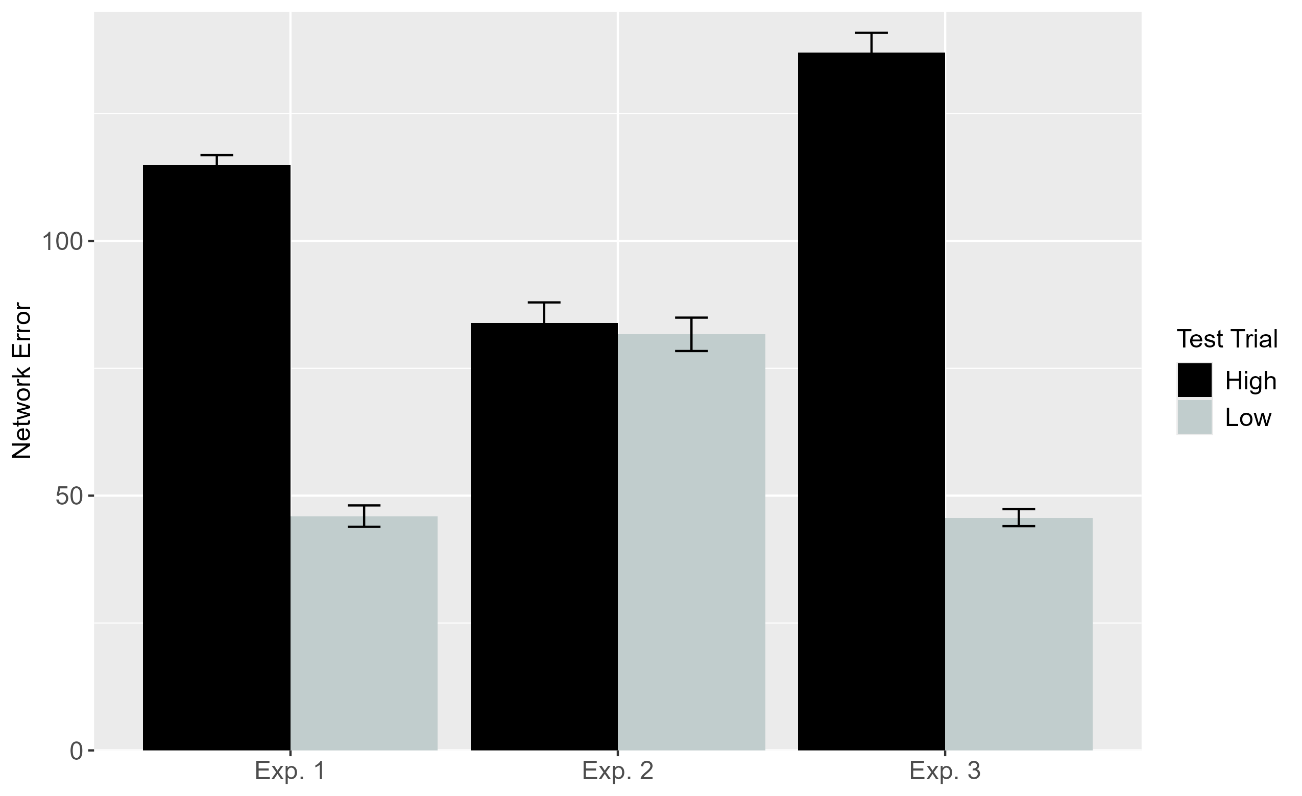 Network Error
100
50
0
Exp. 1
Exp. 2
Exp. 3
Test Trial
High
Low